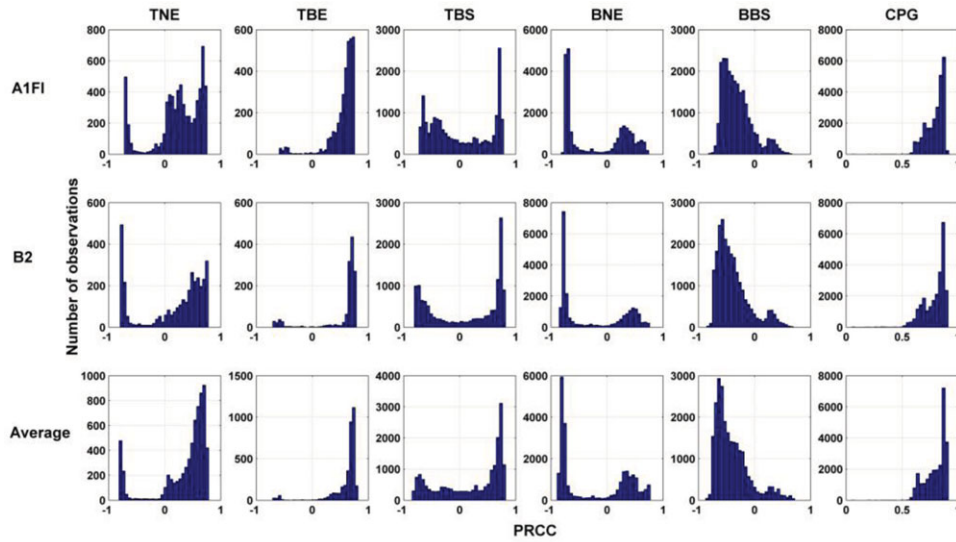 TNE TBE TBS BNE BBS CPG
A1FI
800 600 3000 6000 3000 8000
600 400 2000 4000 2000 6000
400 4000
200 200 1000 2000 1000 2000
0 0 0 0 0 0
-1 0 1 -1 0 1 -1 0 1 -1 0 1 -1 0 1 0 0.5 1
Number of observations
B2
600 600 3000 8000 3000 8000
400 400 2000 6000 2000 6000
4000 4000
200 200 1000 2000 1000 2000
0 0 0 0 0 0
-1 0 1 -1 0 1 -1 0 1 -1 0 1 -1 0 1 0 0.5 1
Average
1000 1500 4000 6000 3000 8000
800 1000 3000 4000 2000 6000
600 2000 4000
400 500 1000 2000 1000 2000
200
0 0 0 0 0 0
-1 0 1 -1 0 1 -1 0 1 -1 0 1 -1 0 1 0 0.2 0.4 0.6 0.8 1
PRCC